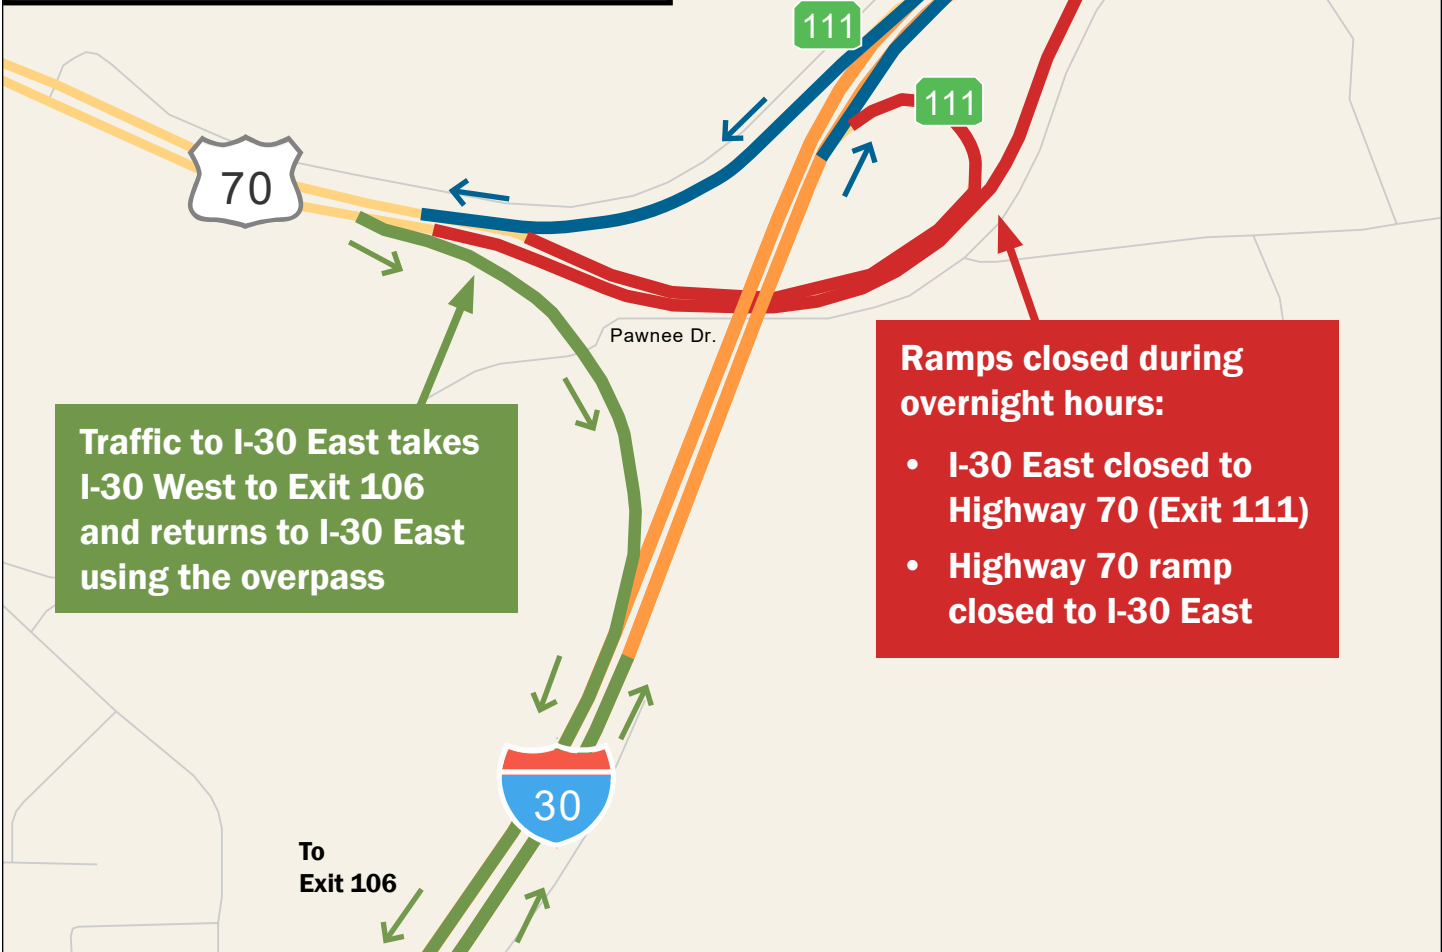 111
111
70
Pawnee Dr.
Ramps closed during
overnight hours:
• I-30 East closed to
Highway 70 (Exit 111)
• Highway 70 ramp
closed to I-30 East
Traffic to I-30 East takes
I-30 West to Exit 106
and returns to I-30 East
using the overpass
30
To
Exit 106